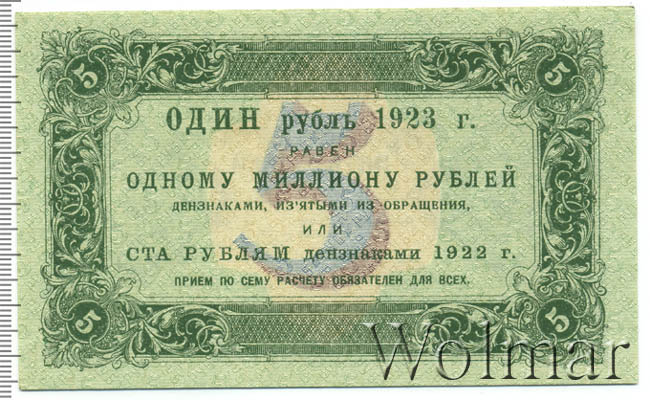 5 5
ОДИН рубль 1923 г.
РАВЕН
ОДНОМУ МИЛЛИОНУ РУБЛЕЙ
ДЕНЗНАКАМИ, ИЗ'ЯТЫМИ ИЗ ОБРАЩЕНИЯ,
ИЛИ
СТА РУБЛЯМ дензнаками 1922 г.
ПРИЕМ ПО СЕМУ РАСЧЕТУ ОБЯЗАТЕЛЕН ДЛЯ ВСЕХ.
5
5 5
Wolmar